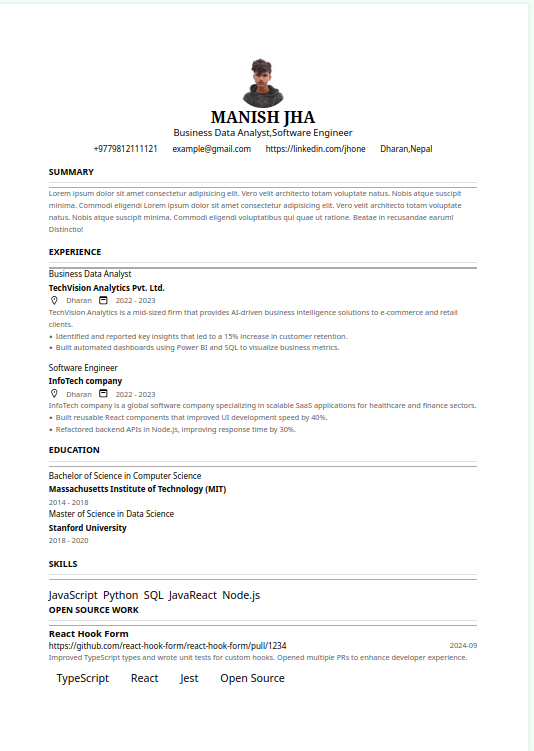 MANISH JHA
Business Data Analyst,Software Engineer
+9779812111121 example@gmail.com https://linkedin.com/jhone Dharan,Nepal
SUMMARY
Lorem ipsum dolor sit amet consectetur adipisicing elit. Vero velit architecto totam voluptate natus. Nobis atque suscipit
minima. Commodi eligendi Lorem ipsum dolor sit amet consectetur adipisicing elit. Vero velit architecto totam voluptate
natus. Nobis atque suscipit minima. Commodi eligendi voluptatibus qui quae ut ratione. Beatae in recusandae earum!
Distinctio!
EXPERIENCE
Business Data Analyst
TechVision Analytics Pvt. Ltd.
Dharan 2022 - 2023
TechVision Analytics is a mid-sized firm that provides AI-driven business intelligence solutions to e-commerce and retail
clients.
• Identified and reported key insights that led to a 15% increase in customer retention.
• Built automated dashboards using Power BI and SQL to visualize business metrics.
Software Engineer
InfoTech company
Dharan 2022 - 2023
InfoTech company is a global software company specializing in scalable SaaS applications for healthcare and finance sectors.
• Built reusable React components that improved UI development speed by 40%.
• Refactored backend APIs in Node.js, improving response time by 30%.
EDUCATION
Bachelor of Science in Computer Science
Massachusetts Institute of Technology (MIT)
2014 - 2018
Master of Science in Data Science
Stanford University
2018 - 2020
SKILLS
JavaScript Python SQL JavaReact Node.js
OPEN SOURCE WORK
React Hook Form
https://github.com/react-hook-form/react-hook-form/pull/1234 2024-09
Improved TypeScript types and wrote unit tests for custom hooks. Opened multiple PRs to enhance developer experience.
TypeScript React Jest Open Source